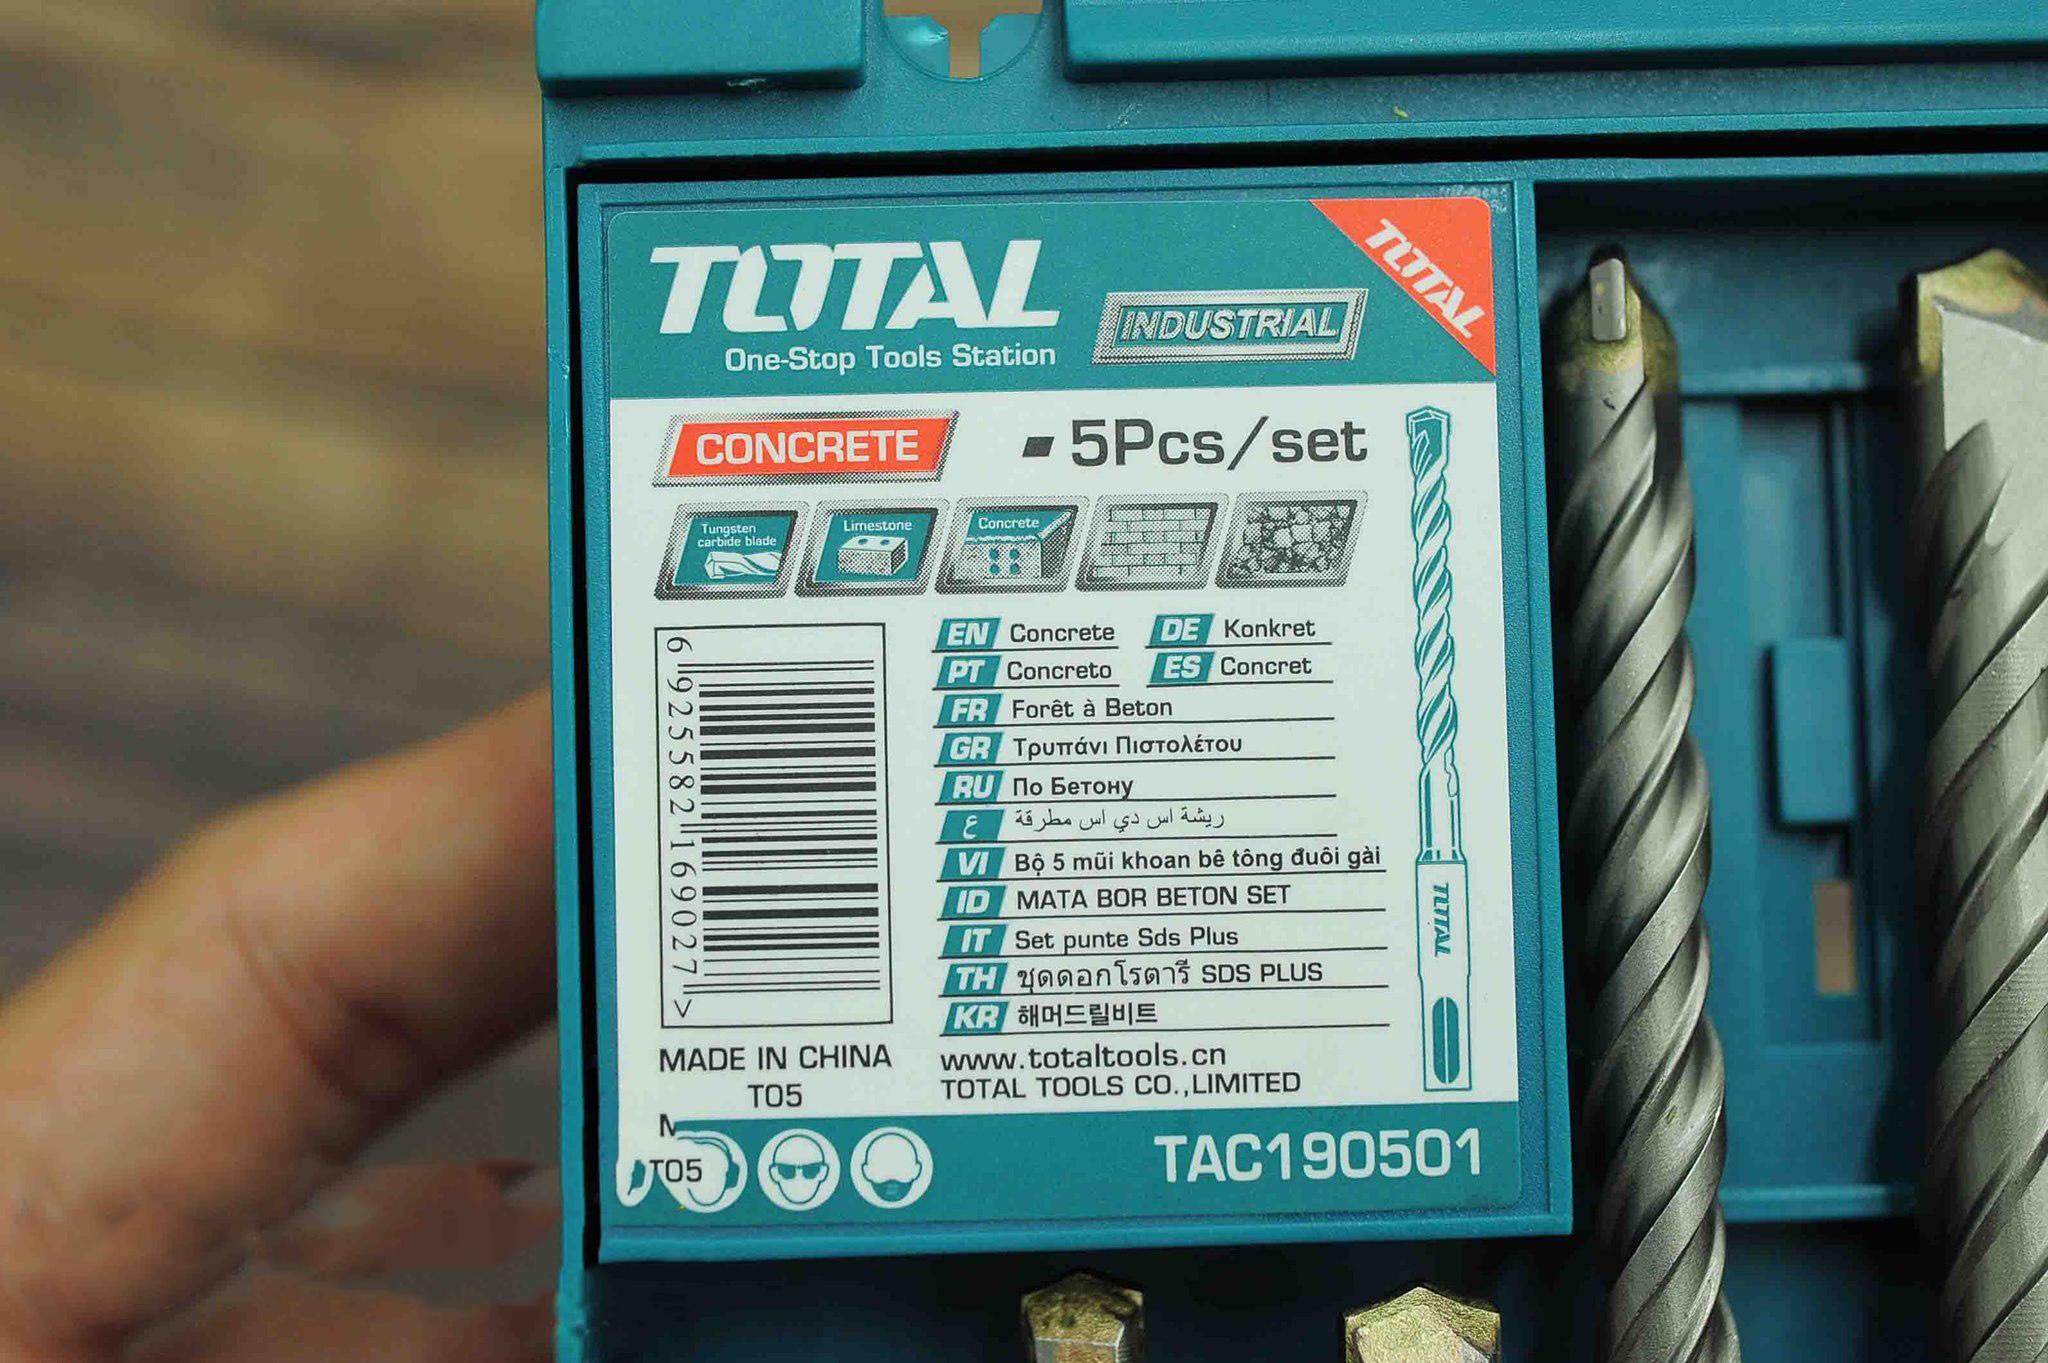 TOTAL
One-Stop Tools Station
INDUSTRIAL
TOTAL
CONCRETE
▪ 5Pcs/set
Tungsten
carbide blade
Limestone
Concrete
EN Concrete
DE Konkret
PT Concreto
ES Concret
FR Forêt à Beton
GR Τρυπάνι Πιστολέτου
RU По Бетону
ع ريشة اس دي اس مطرقة
VI Bộ 5 mũi khoan bê tông đuôi gài
ID MATA BOR BETON SET
IT Set punte Sds Plus
TH ชุดดอกโรตารี SDS PLUS
KR 해머드릴비트
TOTAL
6 925582 169027 >
MADE IN CHINA
T05
www.totaltools.cn
TOTAL TOOLS CO.,LIMITED
T05
TAC190501